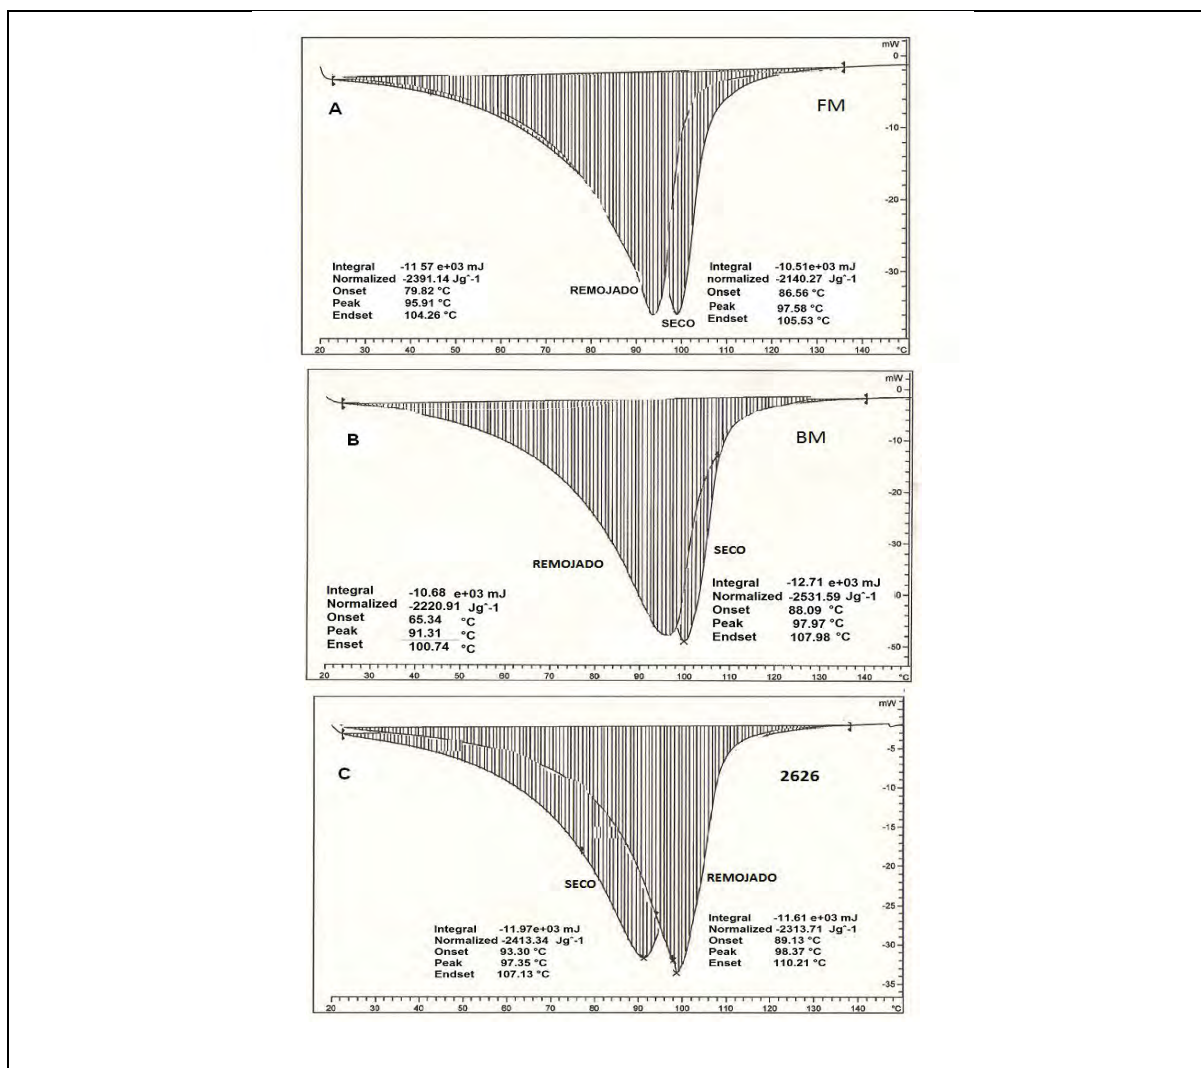 mW
0
A
FM
-10
-20
Integral -11 57 e+03 mJ
Normalized -2391.14 Jg^-1
Onset 79.82 °C
Peak 95.91 °C
Endset 104.26 °C
REMOJADO
SECO
Integral -10.51e+03 mJ
normalized -2140.27 Jg^-1
Onset 86.56 °C
Peak 97.58 °C
Endset 105.53 °C
-30
20 30 40 50 60 70 80 90 100 110 120 130 140 °C
mW
0
B
BM
-10
-20
-30
REMOJADO
SECO
Integral -10.68 e+03 mJ
Normalized -2220.91 Jg^-1
Onset 65.34 °C
Peak 91.31 °C
Enset 100.74 °C
Integral -12.71 e+03 mJ
Normalized -2531.59 Jg^-1
Onset 88.09 °C
Peak 97.97 °C
Endset 107.98 °C
-50
20 30 40 50 60 70 80 90 100 110 120 130 140 °C
mW
-5
C
2626
-10
-15
-20
SECO
REMOJADO
-25
Integral -11.97e+03 mJ
Normalized -2413.34 Jg^-1
Onset 93.30 °C
Peak 97.35 °C
Endset 107.13 °C
Integral -11.61 e+03 mJ
Normalized -2313.71 Jg^-1
Onset 89.13 °C
Peak 98.37 °C
Enset 110.21 °C
-30
-35
20 30 40 50 60 70 80 90 100 110 120 130 140 °C